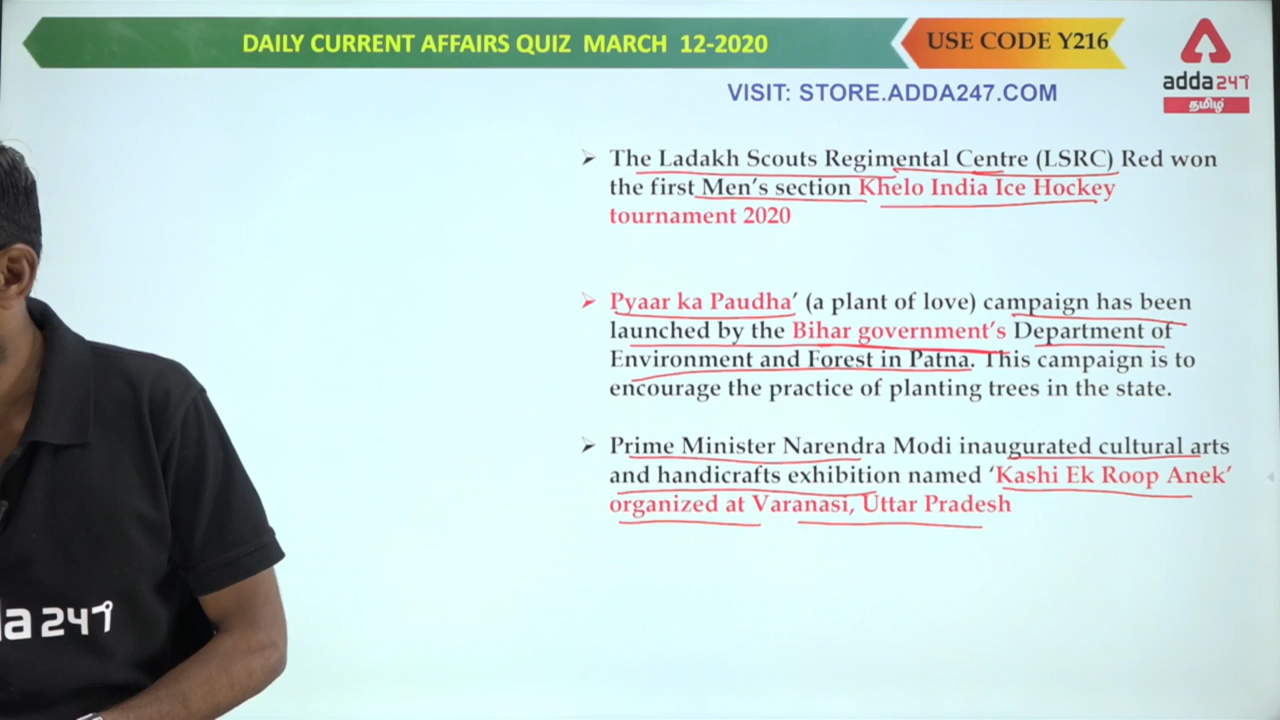 DAILY CURRENT AFFAIRS QUIZ MARCH 12-2020
USE CODE Y216
adda247
தமிழ்
VISIT: STORE.ADDA247.COM
➢ The Ladakh Scouts Regimental Centre (LSRC) Red won
the first Men's section Khelo India Ice Hockey
tournament 2020
➢ Pyaar ka Paudha' (a plant of love) campaign has been
launched by the Bihar government's Department of
Environment and Forest in Patna. This campaign is to
encourage the practice of planting trees in the state.
➢ Prime Minister Narendra Modi inaugurated cultural arts
and handicrafts exhibition named 'Kashi Ek Roop Anek'
organized at Varanasi, Uttar Pradesh
da 247